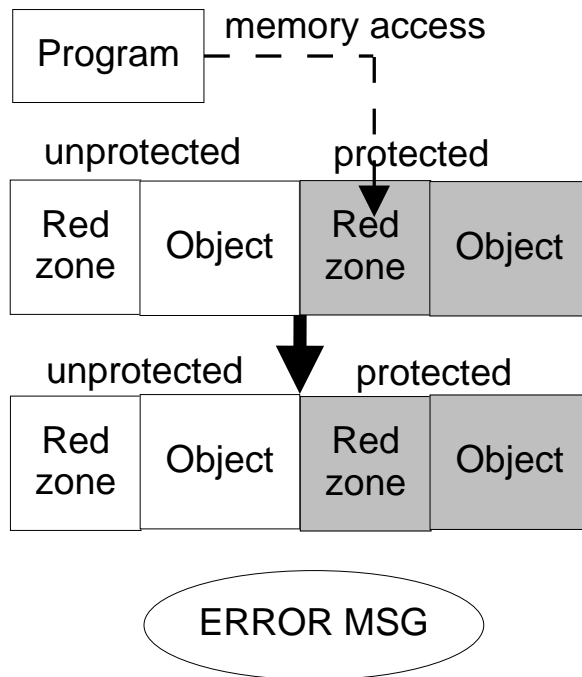 memory access
Program
unprotected protected
Red zone Object Red zone Object
unprotected protected
Red zone Object Red zone Object
ERROR MSG